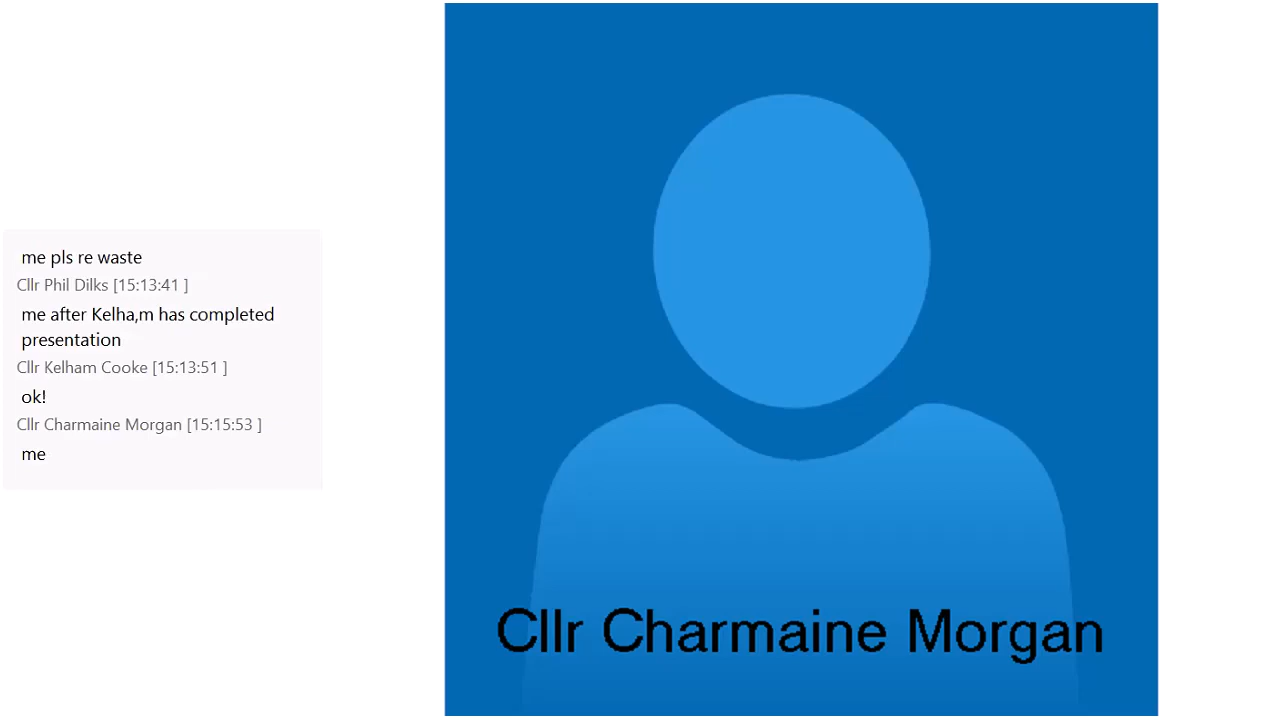 me pls re waste
Cllr Phil Dilks [15:13:41 ]
me after Kelha,m has completed
presentation
Cllr Kelham Cooke [15:13:51 ]
ok!
Cllr Charmaine Morgan [15:15:53 ]
me
Cllr Charmaine Morgan